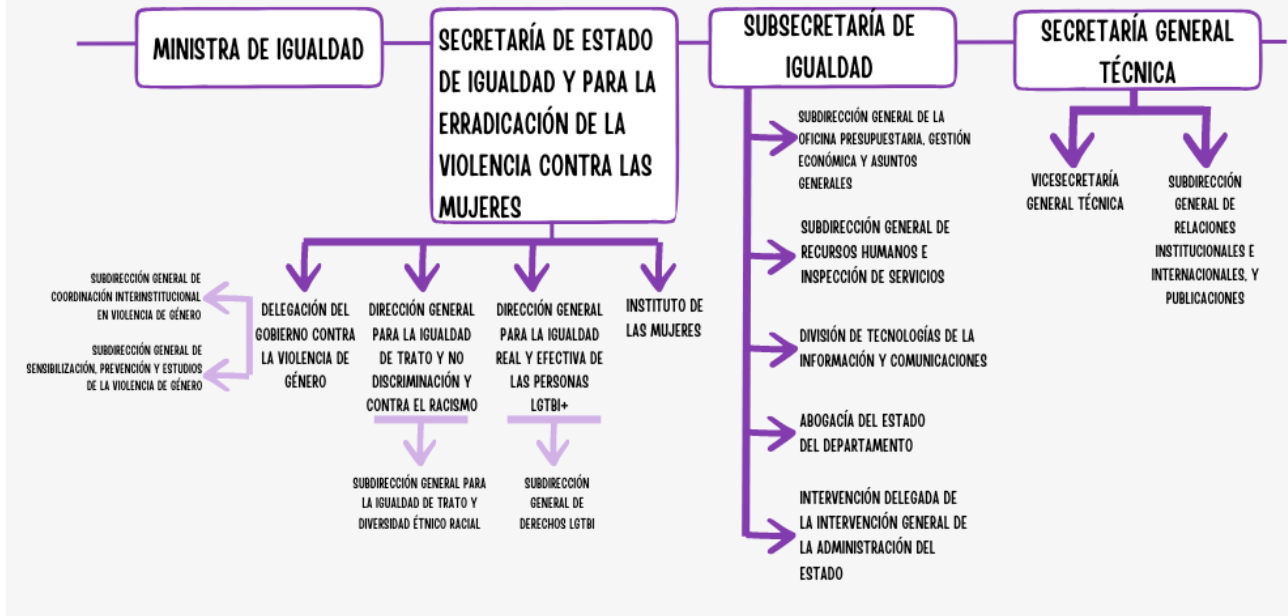 MINISTRA DE IGUALDAD
SECRETARÍA DE ESTADO
DE IGUALDAD Y PARA LA
ERRADICACIÓN DE LA
VIOLENCIA CONTRA LAS
MUJERES
SUBSECRETARÍA DE
IGUALDAD
SECRETARÍA GENERAL
TÉCNICA
SUBDIRECCIÓN GENERAL DE
COORDINACIÓN INTERINSTITUCIONAL
EN VIOLENCIA DE GÉNERO
SUBDIRECCIÓN GENERAL DE
SENSIBILIZACIÓN, PREVENCIÓN Y ESTUDIOS
DE LA VIOLENCIA DE GÉNERO
DELEGACIÓN DEL
GOBIERNO CONTRA
LA VIOLENCIA DE
GÉNERO
DIRECCIÓN GENERAL
PARA LA IGUALDAD
DE TRATO Y NO
DISCRIMINACIÓN Y
CONTRA EL RACISMO
SUBDIRECCIÓN GENERAL PARA
LA IGUALDAD DE TRATO Y
DIVERSIDAD ÉTNICO RACIAL
DIRECCIÓN GENERAL
PARA LA IGUALDAD
REAL Y EFECTIVA DE
LAS PERSONAS
LGTBI+
SUBDIRECCIÓN
GENERAL DE
DERECHOS LGTBI
INSTITUTO DE
LAS MUJERES
SUBDIRECCIÓN GENERAL DE LA
OFICINA PRESUPUESTARIA, GESTIÓN
ECONÓMICA Y ASUNTOS
GENERALES
SUBDIRECCIÓN GENERAL DE
RECURSOS HUMANOS E
INSPECCIÓN DE SERVICIOS
DIVISIÓN DE TECNOLOGÍAS DE LA
INFORMACIÓN Y COMUNICACIONES
ABOGACÍA DEL ESTADO
DEL DEPARTAMENTO
INTERVENCIÓN DELEGADA DE
LA INTERVENCIÓN GENERAL DE
LA ADMINISTRACIÓN DEL
ESTADO
VICESECRETARÍA
GENERAL TÉCNICA
SUBDIRECCIÓN
GENERAL DE
RELACIONES
INSTITUCIONALES E
INTERNACIONALES, Y
PUBLICACIONES